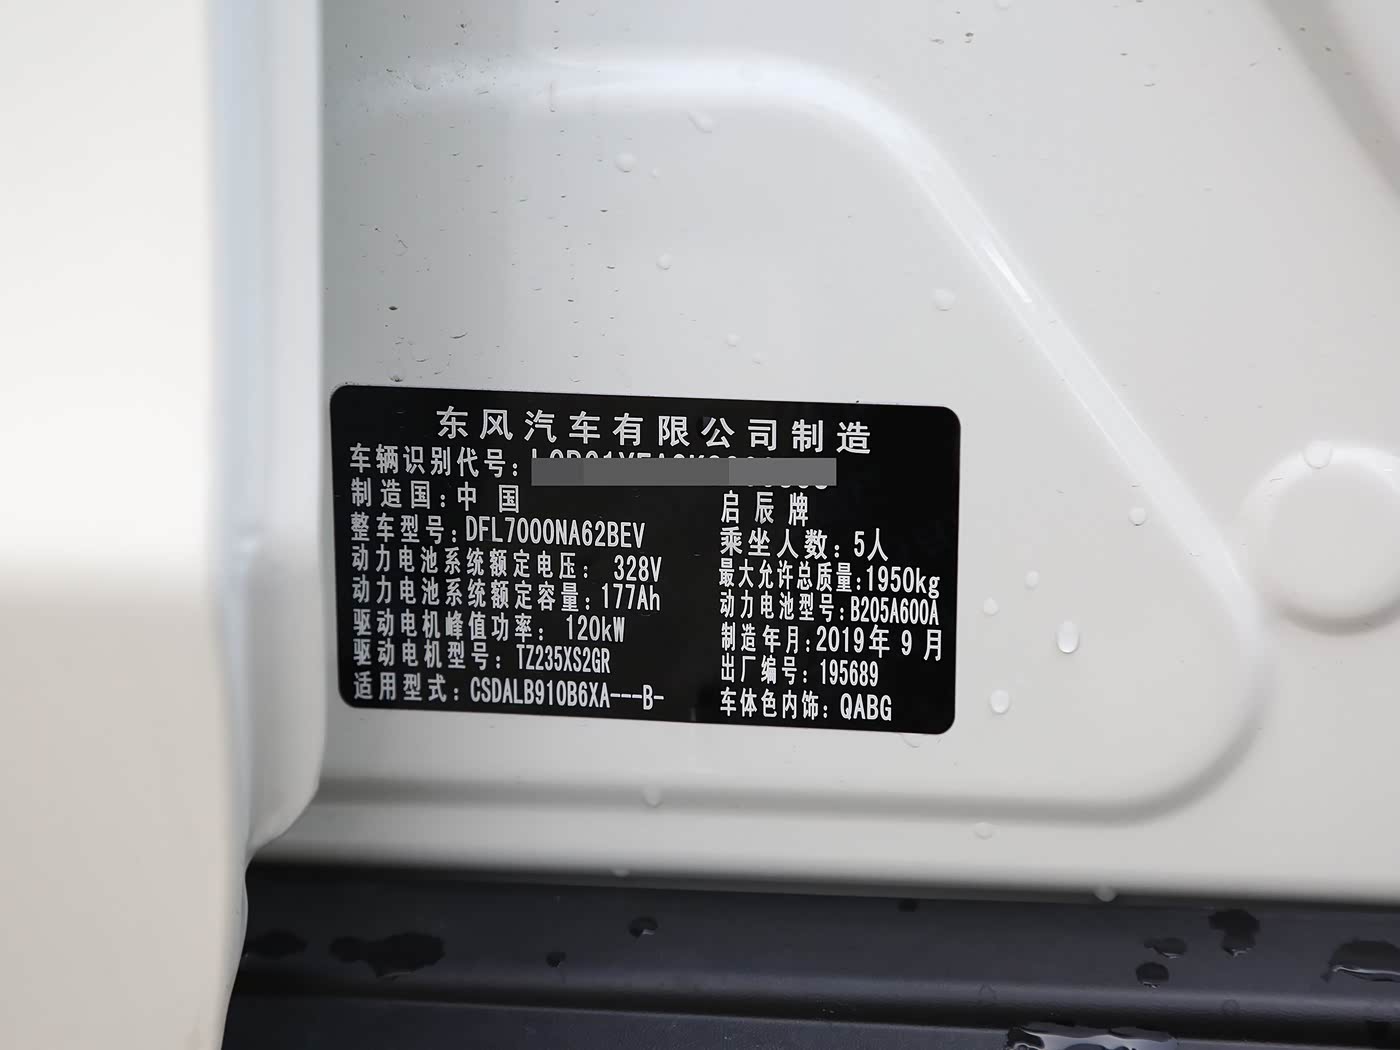 东风汽车有限公司制造
车辆识别代号:
制造国:中 国
启辰牌
整车型号:DFL7000NA62BEV
乘坐人数:5人
动力电池系统额定电压: 328V
最大允许总质量:1950kg
动力电池系统额定容量:177Ah
动力电池型号:B205A600A
驱动电机峰值功率: 120kW
制造年月:2019年 9 月
驱动电机型号: TZ235XS2GR
出厂编号: 195689
适用型式: CSDALB910B6XA---B-
车体色内饰: QABG